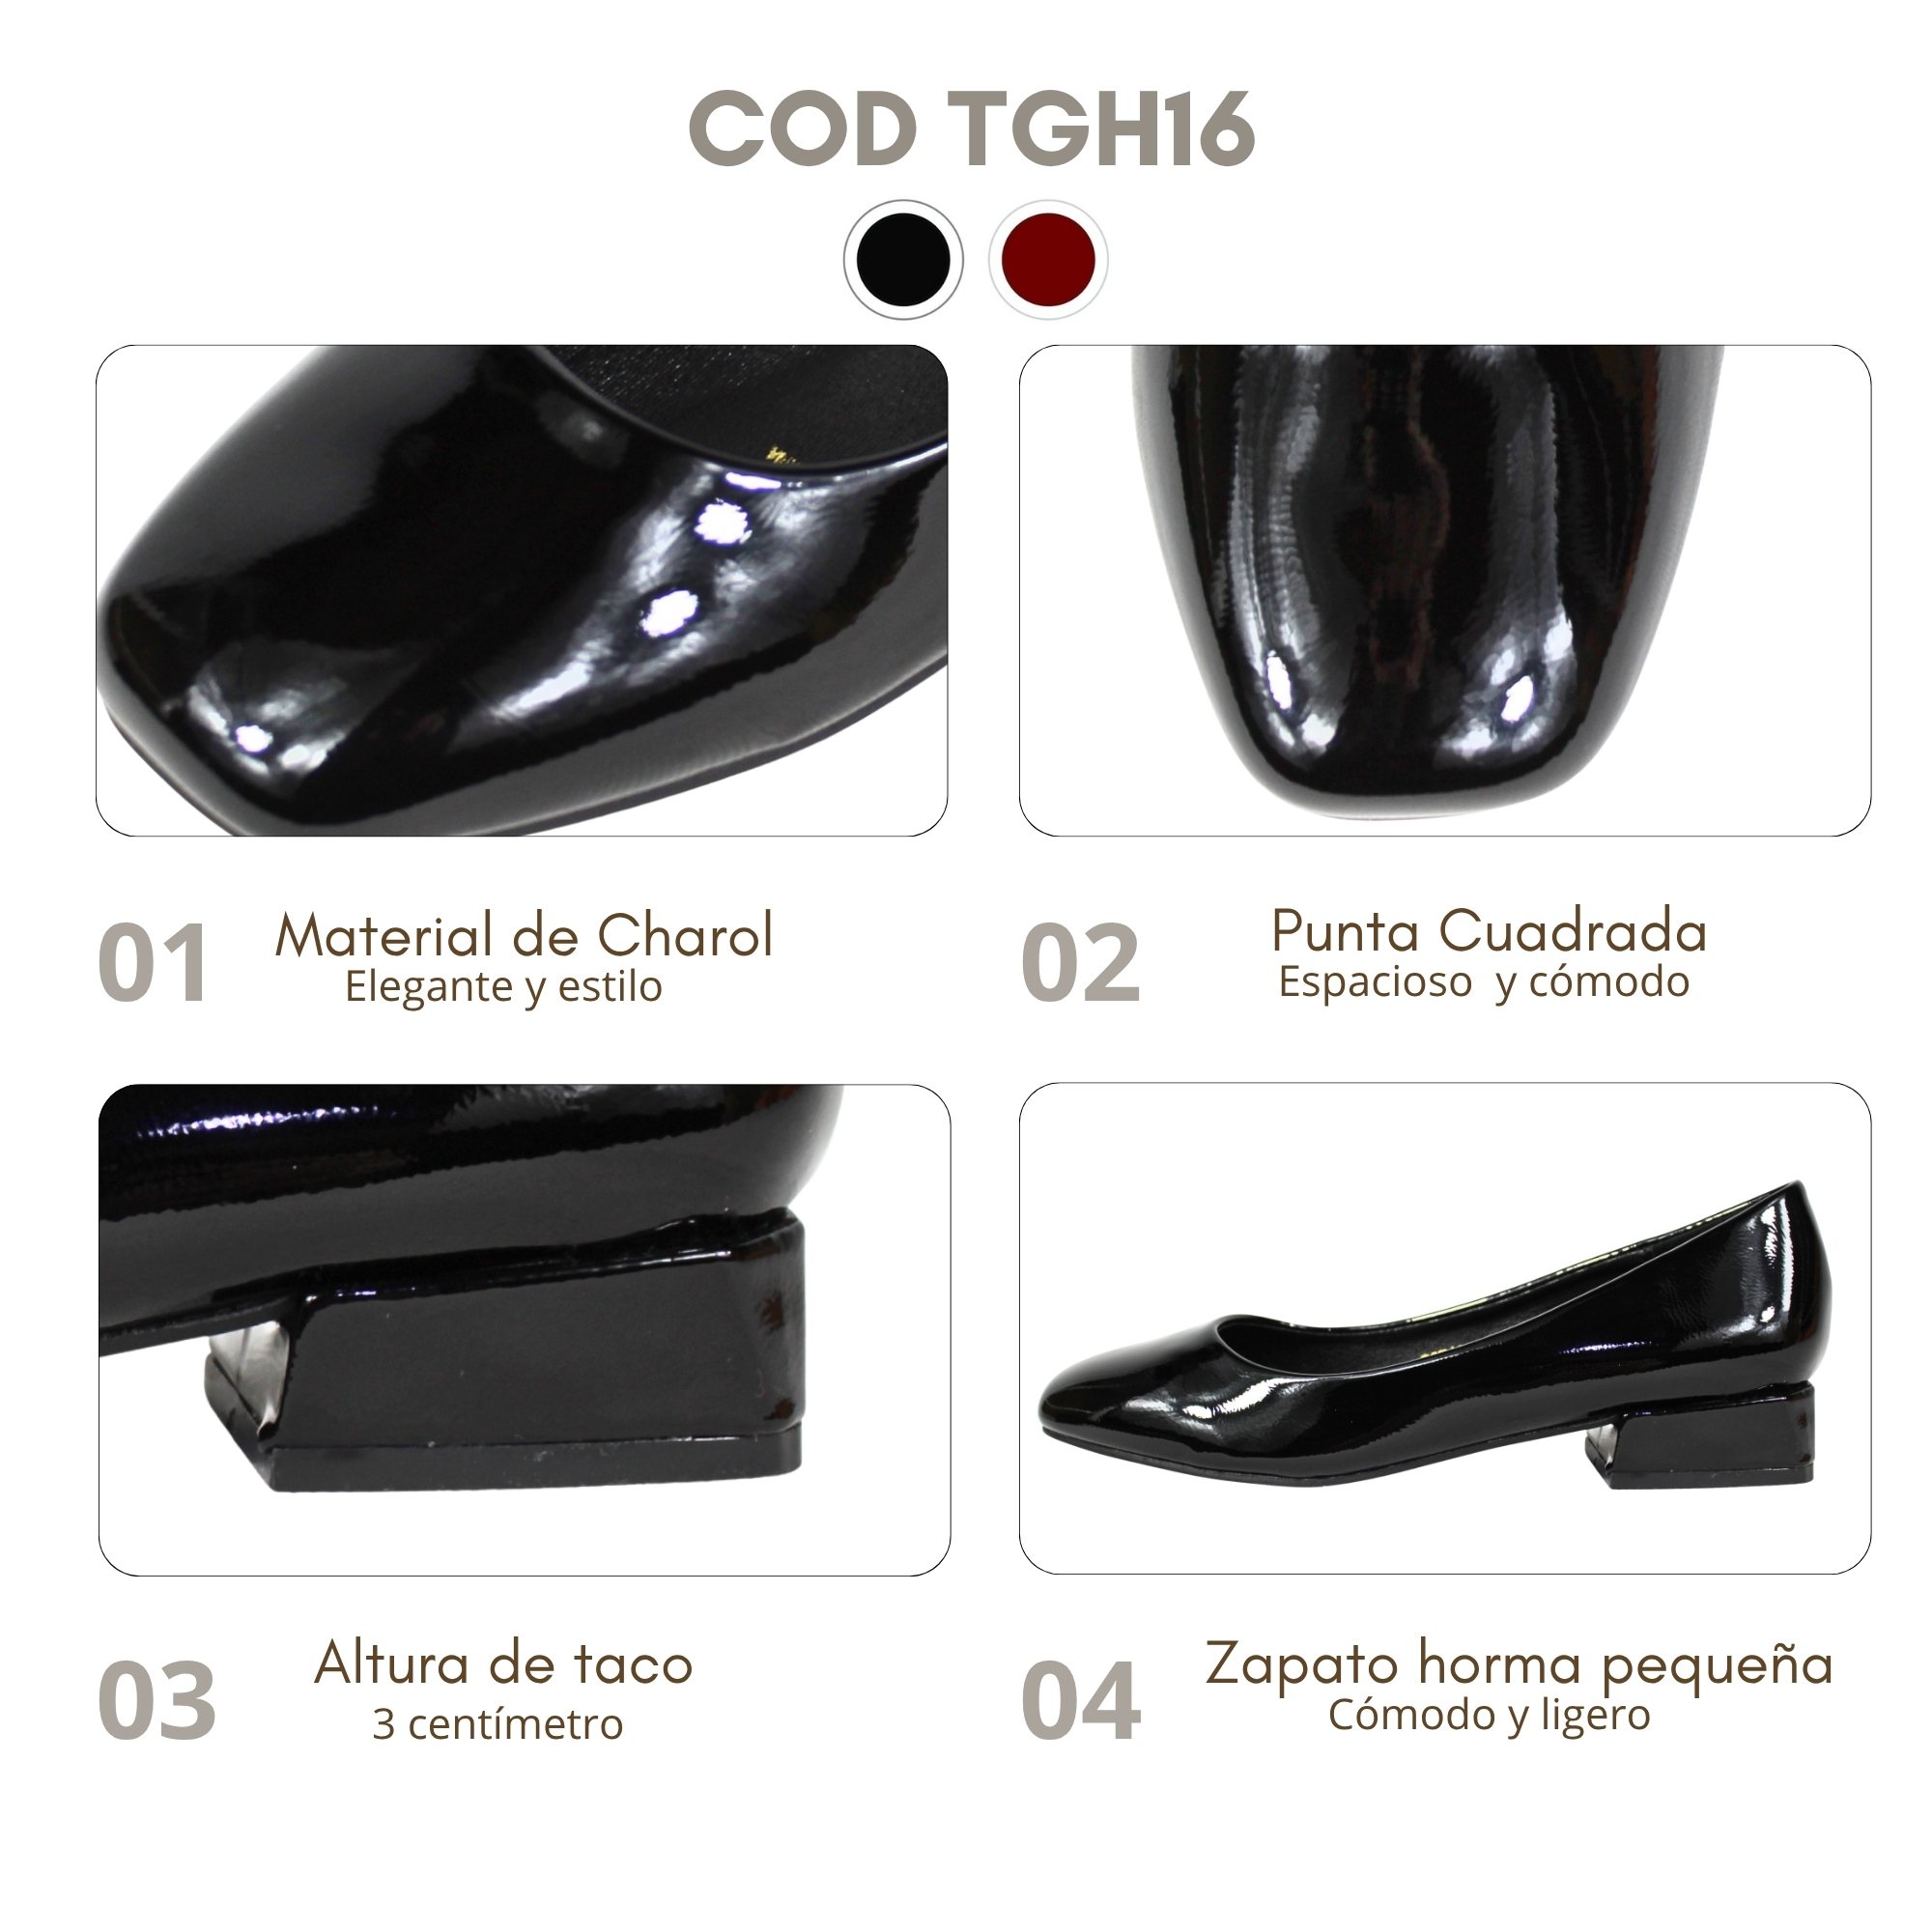 COD TGH16
01
Material de Charol
Elegante y estilo
02
Punta Cuadrada
Espacioso y cómodo
03
Altura de taco
3 centímetro
04
Zapato horma pequeña
Cómodo y ligero